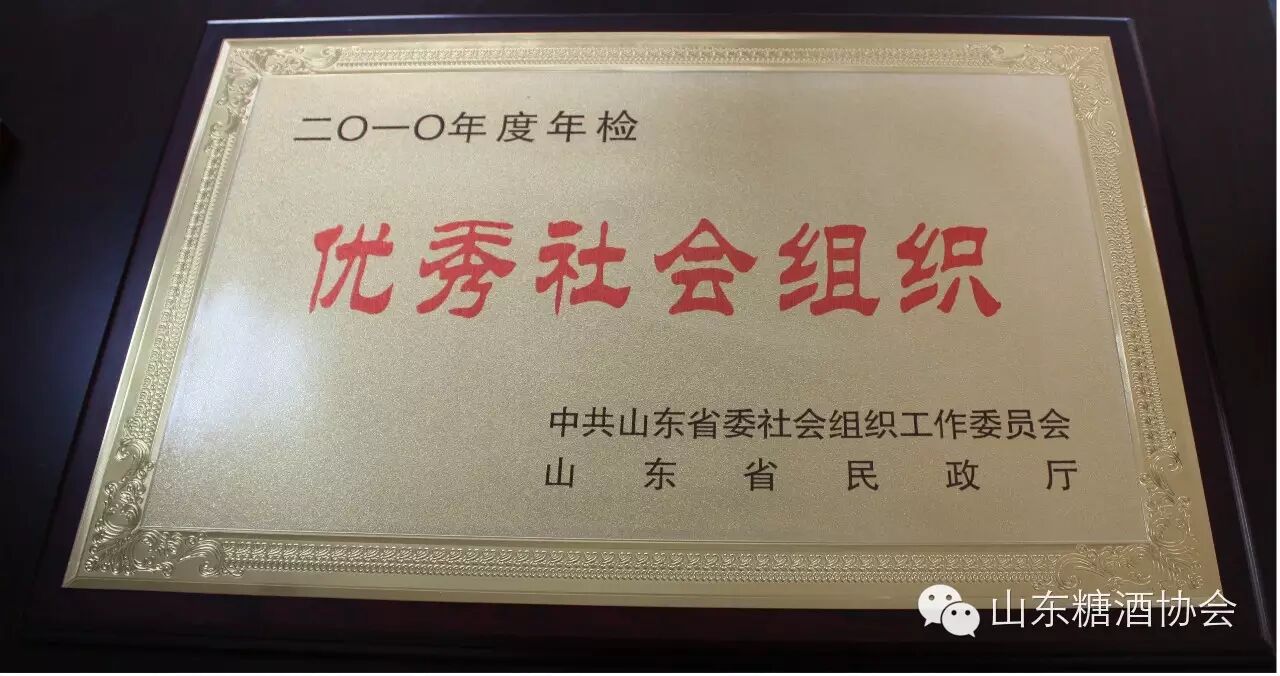 二〇一〇年度年检
优秀社会组织
中共山东省委社会组织工作委员会
山东省民政厅
山东糖酒协会